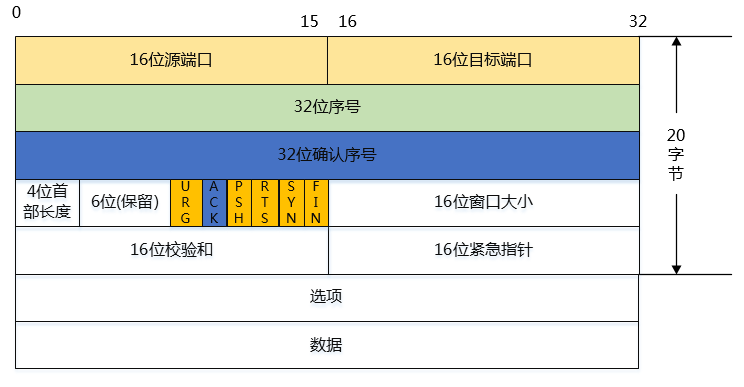 0
15 16
32
16位源端口
16位目标端口
32位序号
32位确认序号
20
字
节
4位首
部长度
6位(保留)
URG
ACK
PSH
RTS
SYN
FIN
16位窗口大小
16位校验和
16位紧急指针
选项
数据